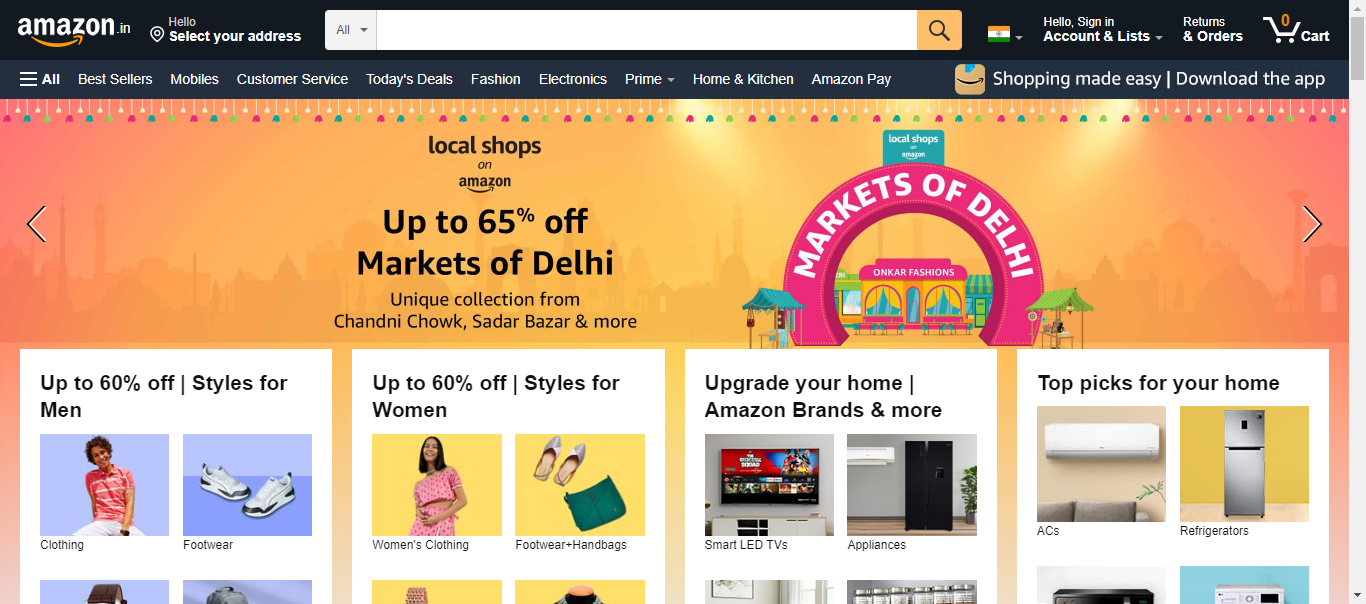 amazon.in
Hello
Select your address
All
Hello, Sign in
Account & Lists
Returns
& Orders
0
Cart
All
Best Sellers
Mobiles
Customer Service
Today's Deals
Fashion
Electronics
Prime
Home & Kitchen
Amazon Pay
Shopping made easy | Download the app
local shops
on
amazon
Up to 65% off
Markets of Delhi
Unique collection from
Chandni Chowk, Sadar Bazar & more
local shops
on
amazon
MARKETS OF DELHI
ONKAR FASHIONS
Up to 60% off | Styles for
Men
Clothing
Footwear
Up to 60% off | Styles for
Women
Women's Clothing
Footwear+Handbags
Upgrade your home |
Amazon Brands & more
Smart LED TVs
Appliances
Top picks for your home
ACs
Refrigerators